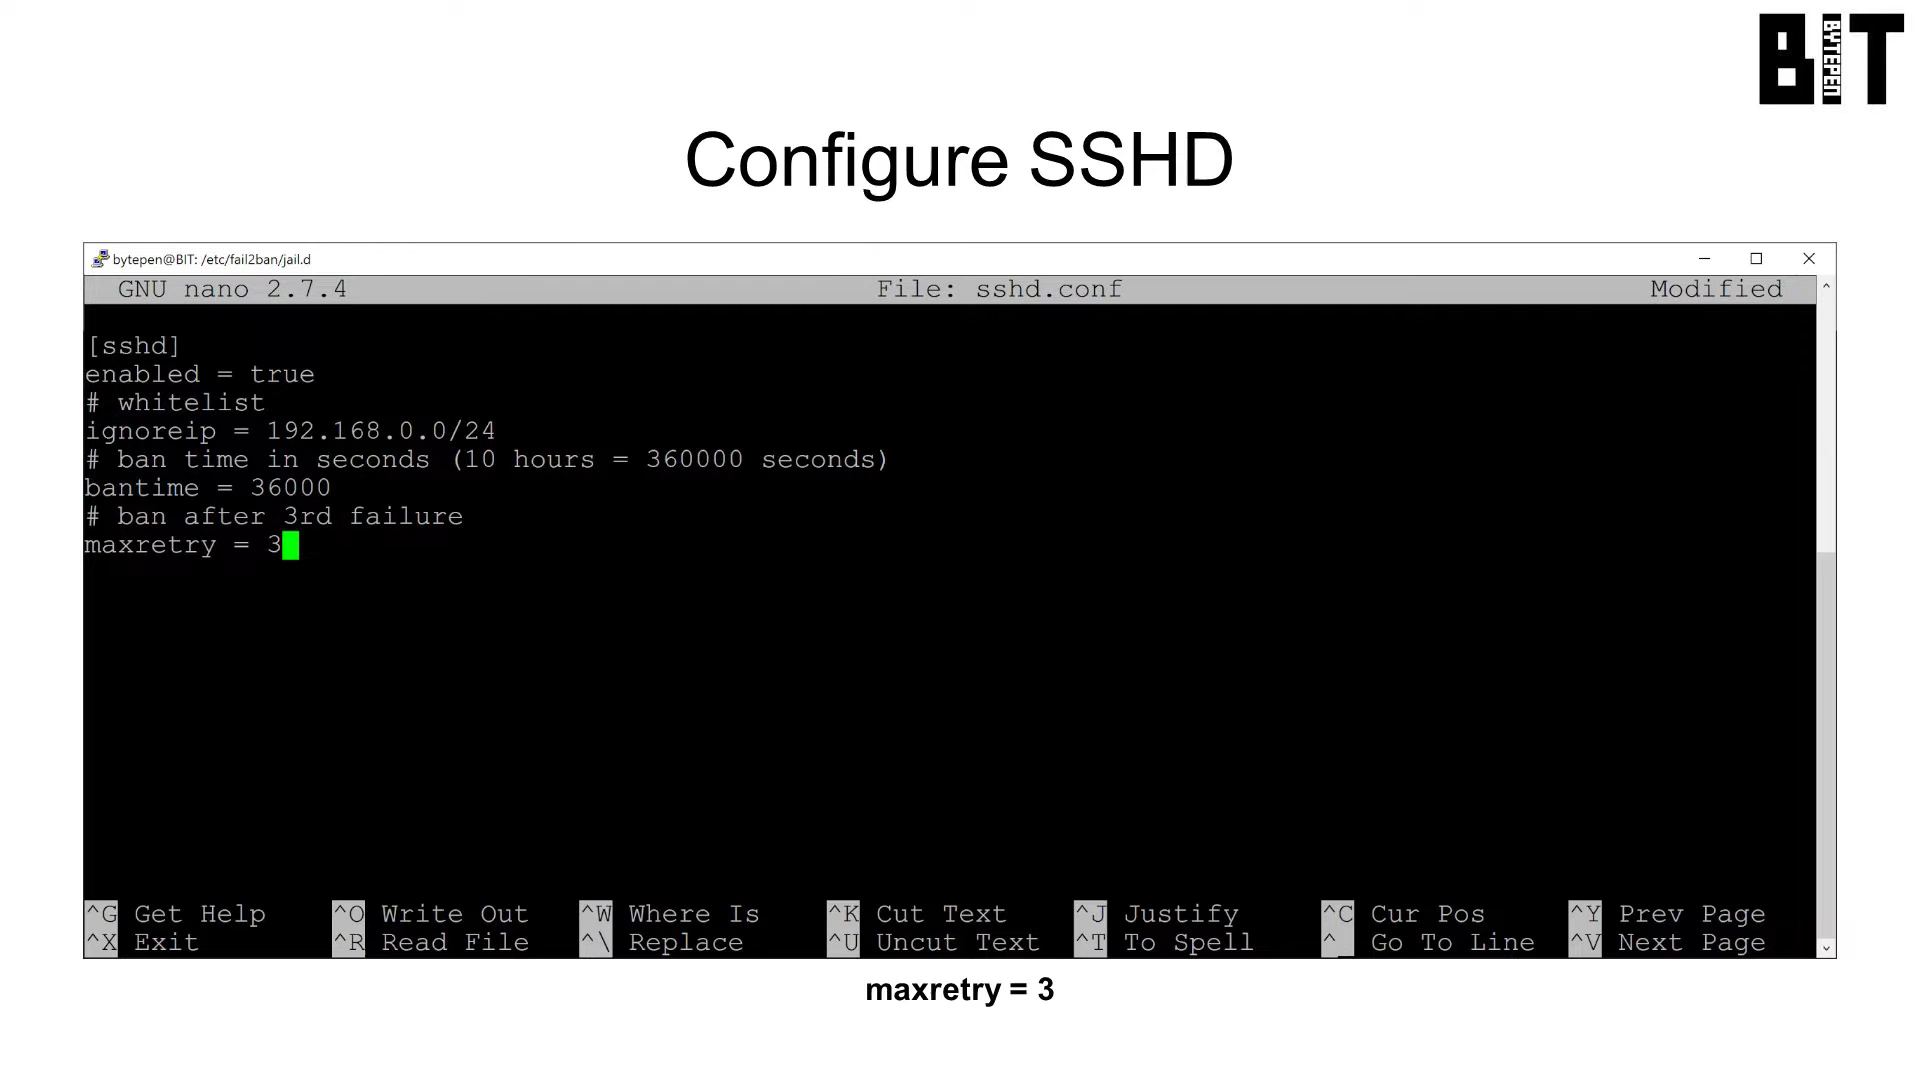 BIT
BYTEPEN
Configure SSHD
bytepen@BIT: /etc/fail2ban/jail.d
GNU nano 2.7.4 File: sshd.conf Modified
[sshd]
enabled = true
# whitelist
ignoreip = 192.168.0.0/24
# ban time in seconds (10 hours = 360000 seconds)
bantime = 36000
# ban after 3rd failure
maxretry = 3
^G Get Help ^O Write Out ^W Where Is ^K Cut Text ^J Justify ^C Cur Pos ^Y Prev Page
^X Exit ^R Read File ^\ Replace ^U Uncut Text ^T To Spell ^_ Go To Line ^V Next Page
maxretry = 3